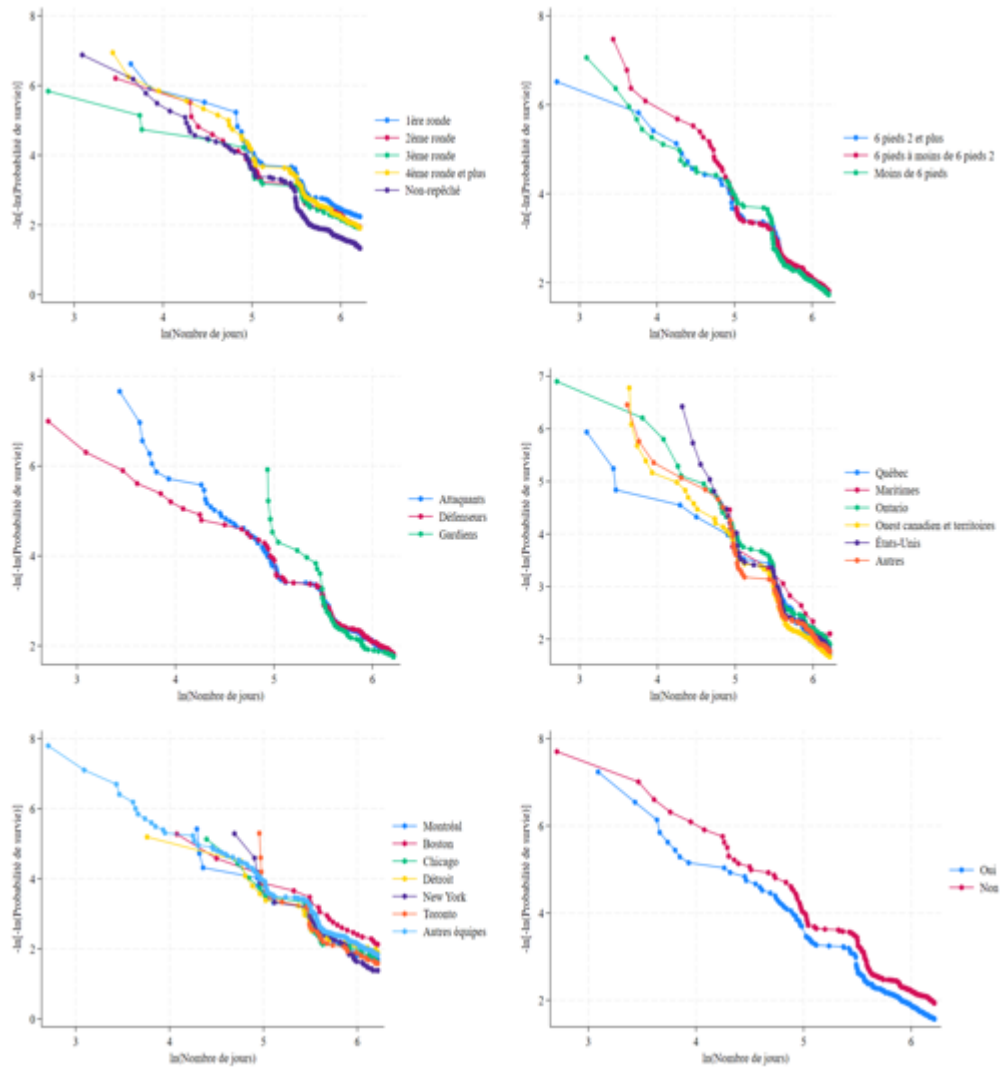 -ln[-ln(Probabilité de survie)]
8
6
4
2
0
3
4
5
6
ln(Nombre de jours)
1ère ronde
2ème ronde
3ème ronde
4ème ronde et plus
Non-repêché
-ln[-ln(Probabilité de survie)]
8
6
4
2
3
4
5
6
ln(Nombre de jours)
6 pieds 2 et plus
6 pieds à moins de 6 pieds 2
Moins de 6 pieds
-ln[-ln(Probabilité de survie)]
8
6
4
2
3
4
5
6
ln(Nombre de jours)
Attaquants
Défenseurs
Gardiens
-ln[-ln(Probabilité de survie)]
7
6
5
4
3
2
3
4
5
6
ln(Nombre de jours)
Québec
Maritimes
Ontario
Ouest canadien et territoires
États-Unis
Autres
-ln[-ln(Probabilité de survie)]
8
6
4
2
0
3
4
5
6
ln(Nombre de jours)
Montréal
Boston
Chicago
Détroit
New York
Toronto
Autres équipes
-ln[-ln(Probabilité de survie)]
8
6
4
2
3
4
5
6
ln(Nombre de jours)
Oui
Non